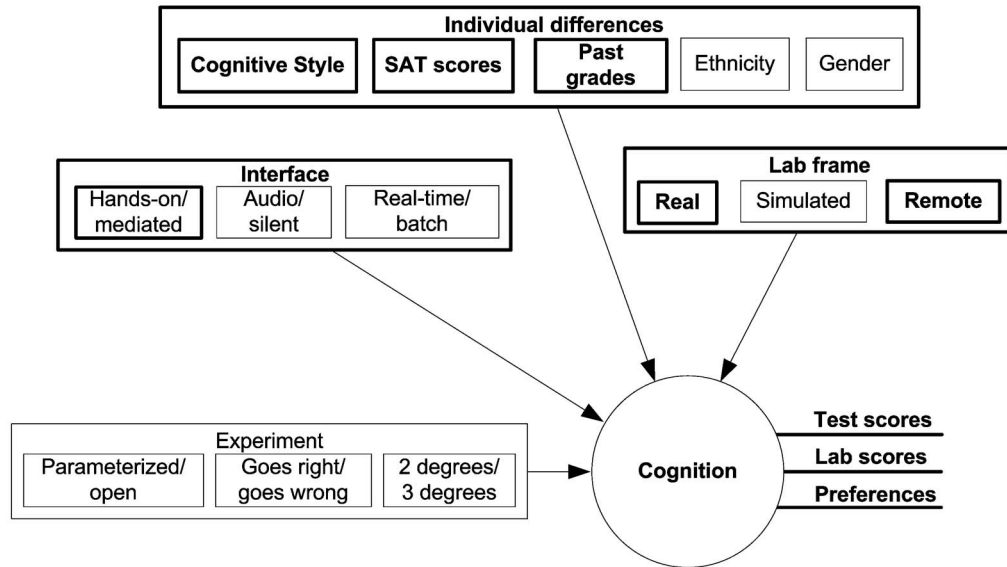 Individual differences
Cognitive Style
SAT scores
Past
grades
Ethnicity
Gender
Interface
Hands-on/
mediated
Audio/
silent
Real-time/
batch
Lab frame
Real
Simulated
Remote
Experiment
Parameterized/
open
Goes right/
goes wrong
2 degrees/
3 degrees
Cognition
Test scores
Lab scores
Preferences